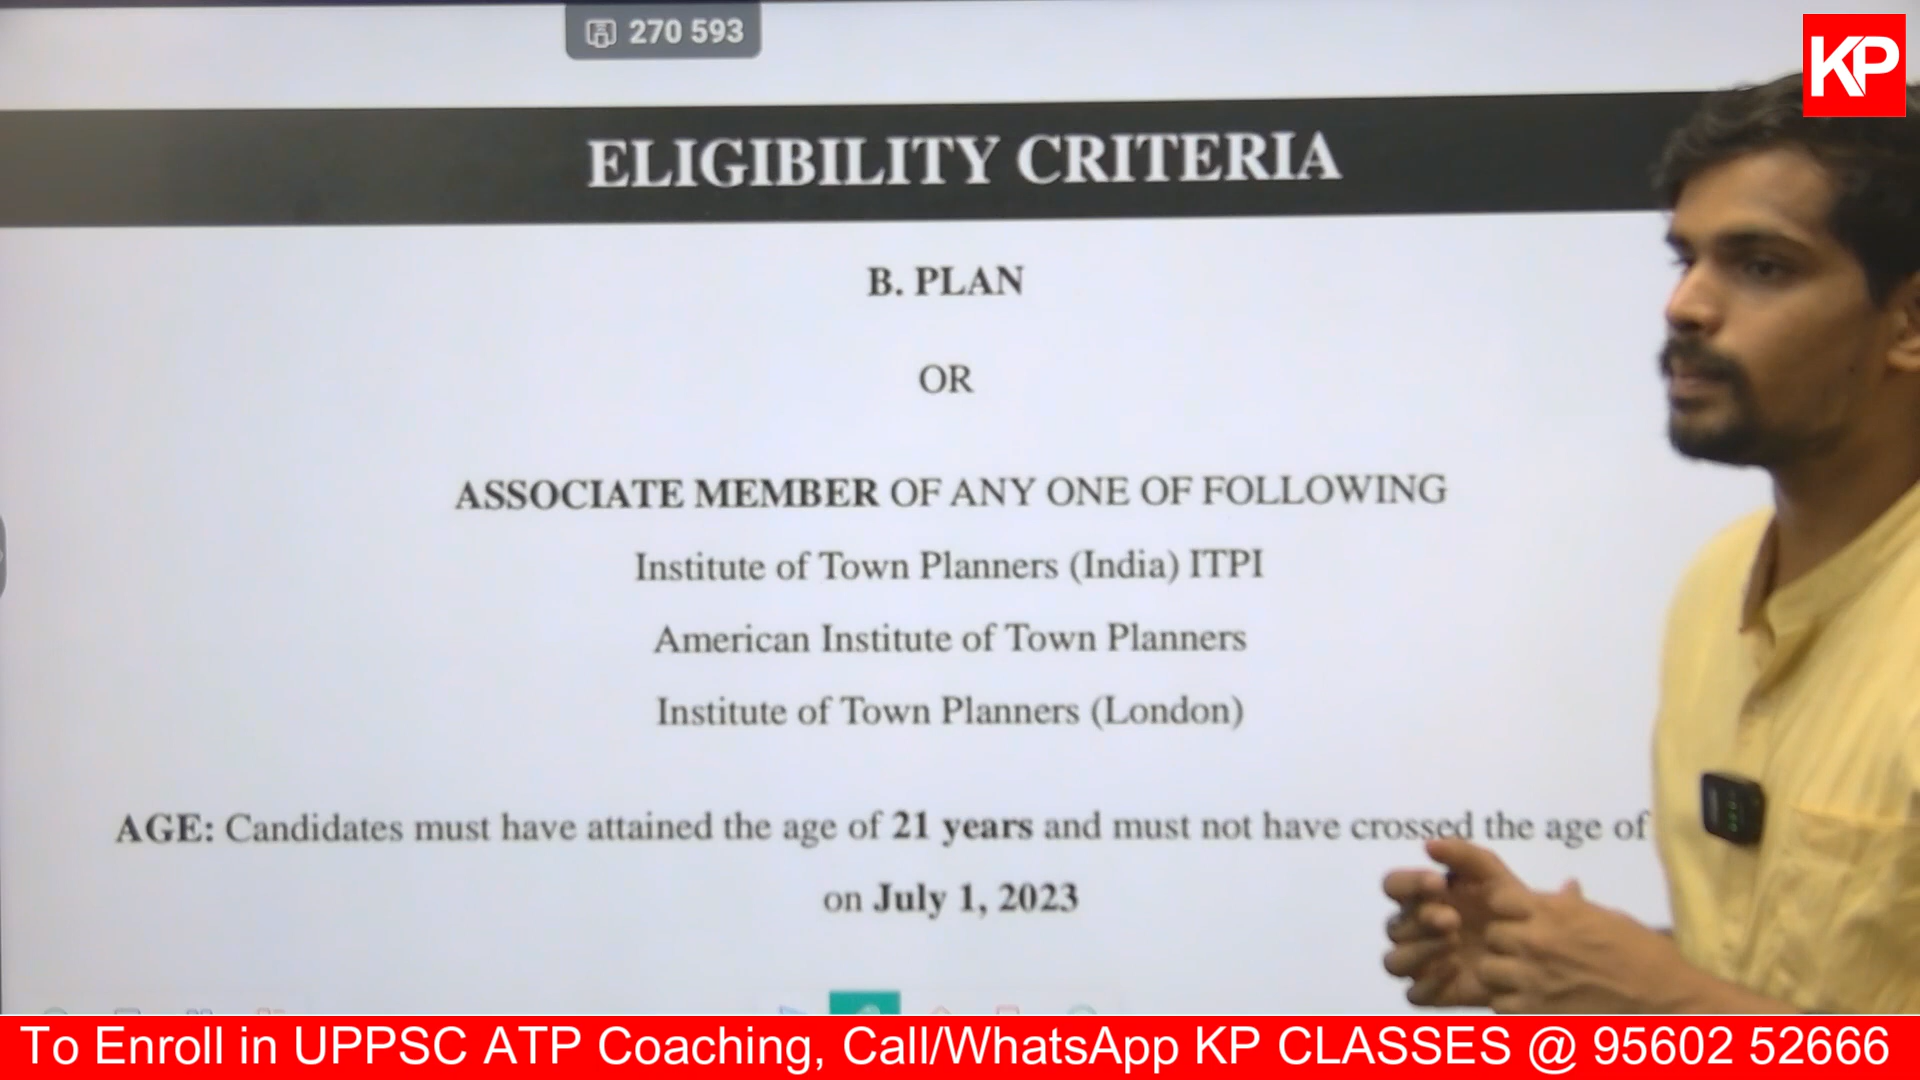 270 593
KP
ELIGIBILITY CRITERIA
B. PLAN
OR
ASSOCIATE MEMBER OF ANY ONE OF FOLLOWING
Institute of Town Planners (India) ITPI
American Institute of Town Planners
Institute of Town Planners (London)
AGE: Candidates must have attained the age of 21 years and must not have crossed the age of
on July 1, 2023
To Enroll in UPPSC ATP Coaching, Call/WhatsApp KP CLASSES @ 95602 52666